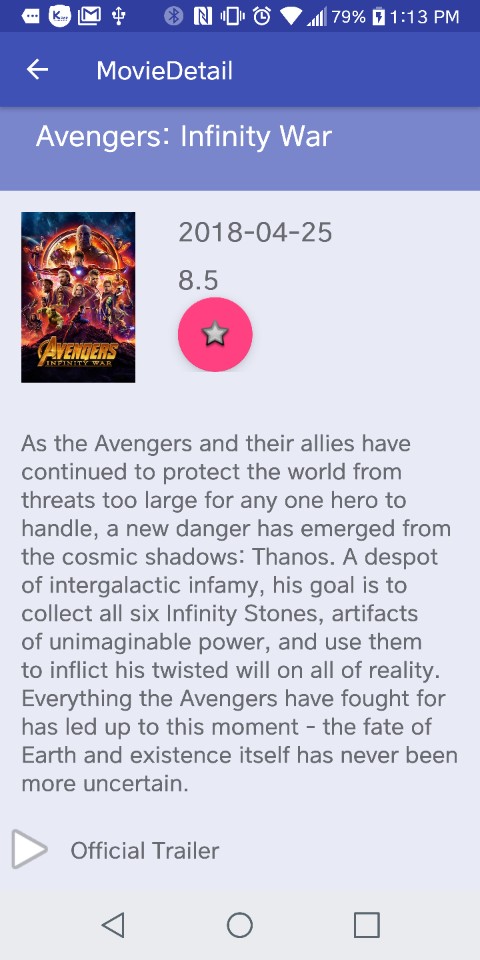 79% 1:13 PM
MovieDetail
Avengers: Infinity War
2018-04-25
8.5
AVENGERS
INFINITY WAR
As the Avengers and their allies have
continued to protect the world from
threats too large for any one hero to
handle, a new danger has emerged from
the cosmic shadows: Thanos. A despot
of intergalactic infamy, his goal is to
collect all six Infinity Stones, artifacts
of unimaginable power, and use them
to inflict his twisted will on all of reality.
Everything the Avengers have fought for
has led up to this moment - the fate of
Earth and existence itself has never been
more uncertain.
Official Trailer